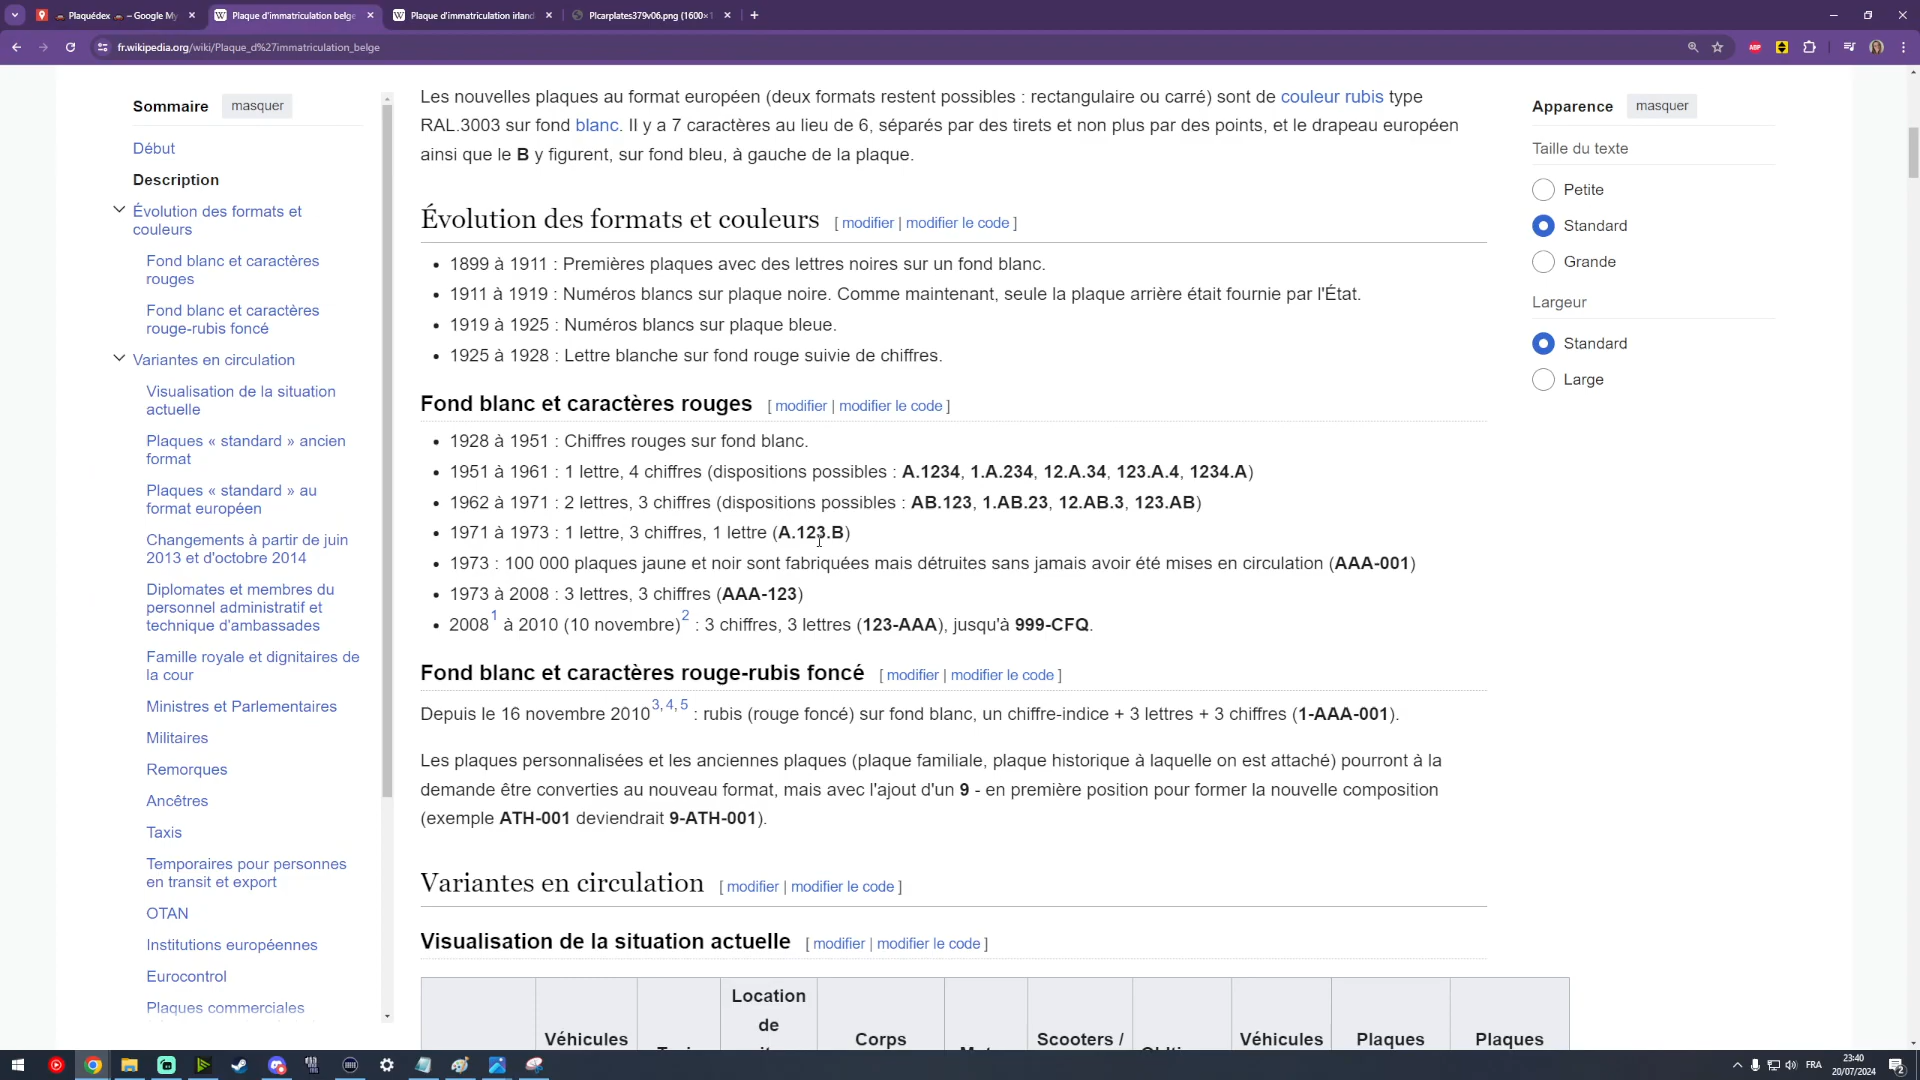 Plaquédex 🚗 – Google My
Plaque d'immatriculation belge
Plaque d'immatriculation irland
Plcarplates379v06.png (1600×1
fr.wikipedia.org/wiki/Plaque_d%27immatriculation_belge
ABP
Sommaire masquer
Début
Description
Évolution des formats et
couleurs
Fond blanc et caractères
rouges
Fond blanc et caractères
rouge-rubis foncé
Variantes en circulation
Visualisation de la situation
actuelle
Plaques « standard » ancien
format
Plaques « standard » au
format européen
Changements à partir de juin
2013 et d'octobre 2014
Diplomates et membres du
personnel administratif et
technique d'ambassades
Famille royale et dignitaires de
la cour
Ministres et Parlementaires
Militaires
Remorques
Ancêtres
Taxis
Temporaires pour personnes
en transit et export
OTAN
Institutions européennes
Eurocontrol
Plaques commerciales
Les nouvelles plaques au format européen (deux formats restent possibles : rectangulaire ou carré) sont de couleur rubis type
RAL.3003 sur fond blanc. Il y a 7 caractères au lieu de 6, séparés par des tirets et non plus par des points, et le drapeau européen
ainsi que le B y figurent, sur fond bleu, à gauche de la plaque.
Évolution des formats et couleurs [ modifier | modifier le code ]
• 1899 à 1911 : Premières plaques avec des lettres noires sur un fond blanc.
• 1911 à 1919 : Numéros blancs sur plaque noire. Comme maintenant, seule la plaque arrière était fournie par l'État.
• 1919 à 1925 : Numéros blancs sur plaque bleue.
• 1925 à 1928 : Lettre blanche sur fond rouge suivie de chiffres.
Fond blanc et caractères rouges [ modifier | modifier le code ]
• 1928 à 1951 : Chiffres rouges sur fond blanc.
• 1951 à 1961 : 1 lettre, 4 chiffres (dispositions possibles : A.1234, 1.A.234, 12.A.34, 123.A.4, 1234.A)
• 1962 à 1971 : 2 lettres, 3 chiffres (dispositions possibles : AB.123, 1.AB.23, 12.AB.3, 123.AB)
• 1971 à 1973 : 1 lettre, 3 chiffres, 1 lettre (A.123.B)
• 1973 : 100 000 plaques jaune et noir sont fabriquées mais détruites sans jamais avoir été mises en circulation (AAA-001)
• 1973 à 2008 : 3 lettres, 3 chiffres (AAA-123)
• 2008 1 à 2010 (10 novembre) 2 : 3 chiffres, 3 lettres (123-AAA), jusqu'à 999-CFQ.
Fond blanc et caractères rouge-rubis foncé [ modifier | modifier le code ]
Depuis le 16 novembre 2010 3, 4, 5 : rubis (rouge foncé) sur fond blanc, un chiffre-indice + 3 lettres + 3 chiffres (1-AAA-001).
Les plaques personnalisées et les anciennes plaques (plaque familiale, plaque historique à laquelle on est attaché) pourront à la
demande être converties au nouveau format, mais avec l'ajout d'un 9 - en première position pour former la nouvelle composition
(exemple ATH-001 deviendrait 9-ATH-001).
Variantes en circulation [ modifier | modifier le code ]
Visualisation de la situation actuelle [ modifier | modifier le code ]
Location
de
Véhicules Corps Scooters / Véhicules Plaques Plaques
Apparence masquer
Taille du texte
Petite
Standard
Grande
Largeur
Standard
Large
FRA
23:40
20/07/2024
2